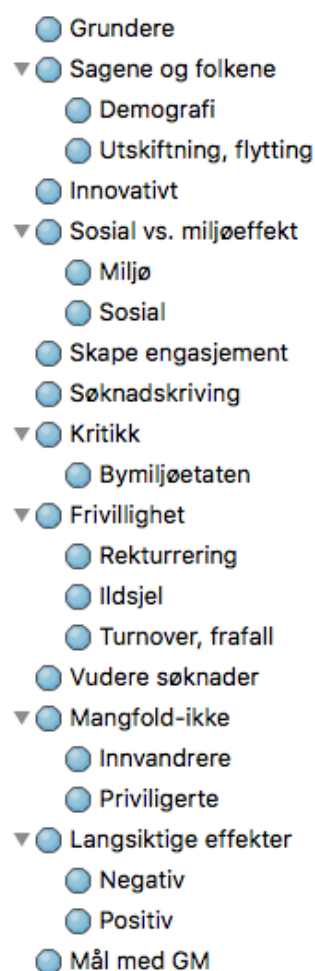 Grundere
Sagene og folkene
Demografi
Utskiftning, flytting
Innovativt
Sosial vs. miljøeffekt
Miljø
Sosial
Skape engasjement
Søknadskriving
Kritikk
Bymiljøetaten
Frivillighet
Rekturrering
Ildsjel
Turnover, frafall
Vudere søknader
Mangfold-ikke
Innvandrere
Priviligerte
Langsiktige effekter
Negativ
Positiv
Mål med GM